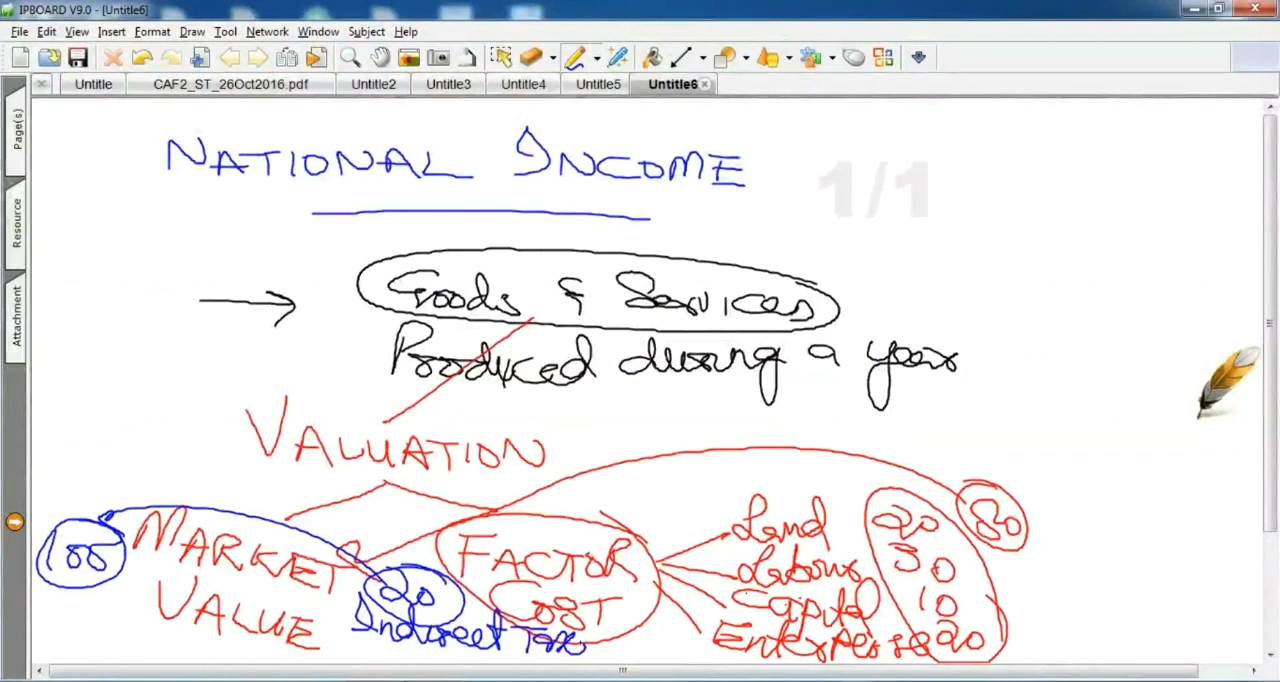 IPBOARD V9.0 - [Untitle6]
File Edit View Insert Format Draw Tool Network Window Subject Help
Untitle CAF2_ST_26Oct2016.pdf Untitle2 Untitle3 Untitle4 Untitle5 Untitle6
Page(s)
Resource
Attachment
1/1
NATIONAL INCOME
Goods & Services
Produced during a year
VALUATION
100 MARKET VALUE
FACTOR COST
20 Indirect Tax
Land 20 80
Labour 30
Capital 10
Enterperse 20